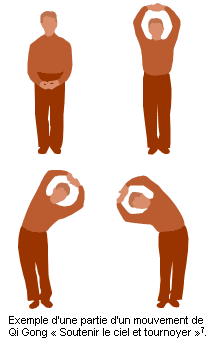 Exemple d'une partie d'un mouvement de
Qi Gong « Soutenir le ciel et tournoyer »⁷.